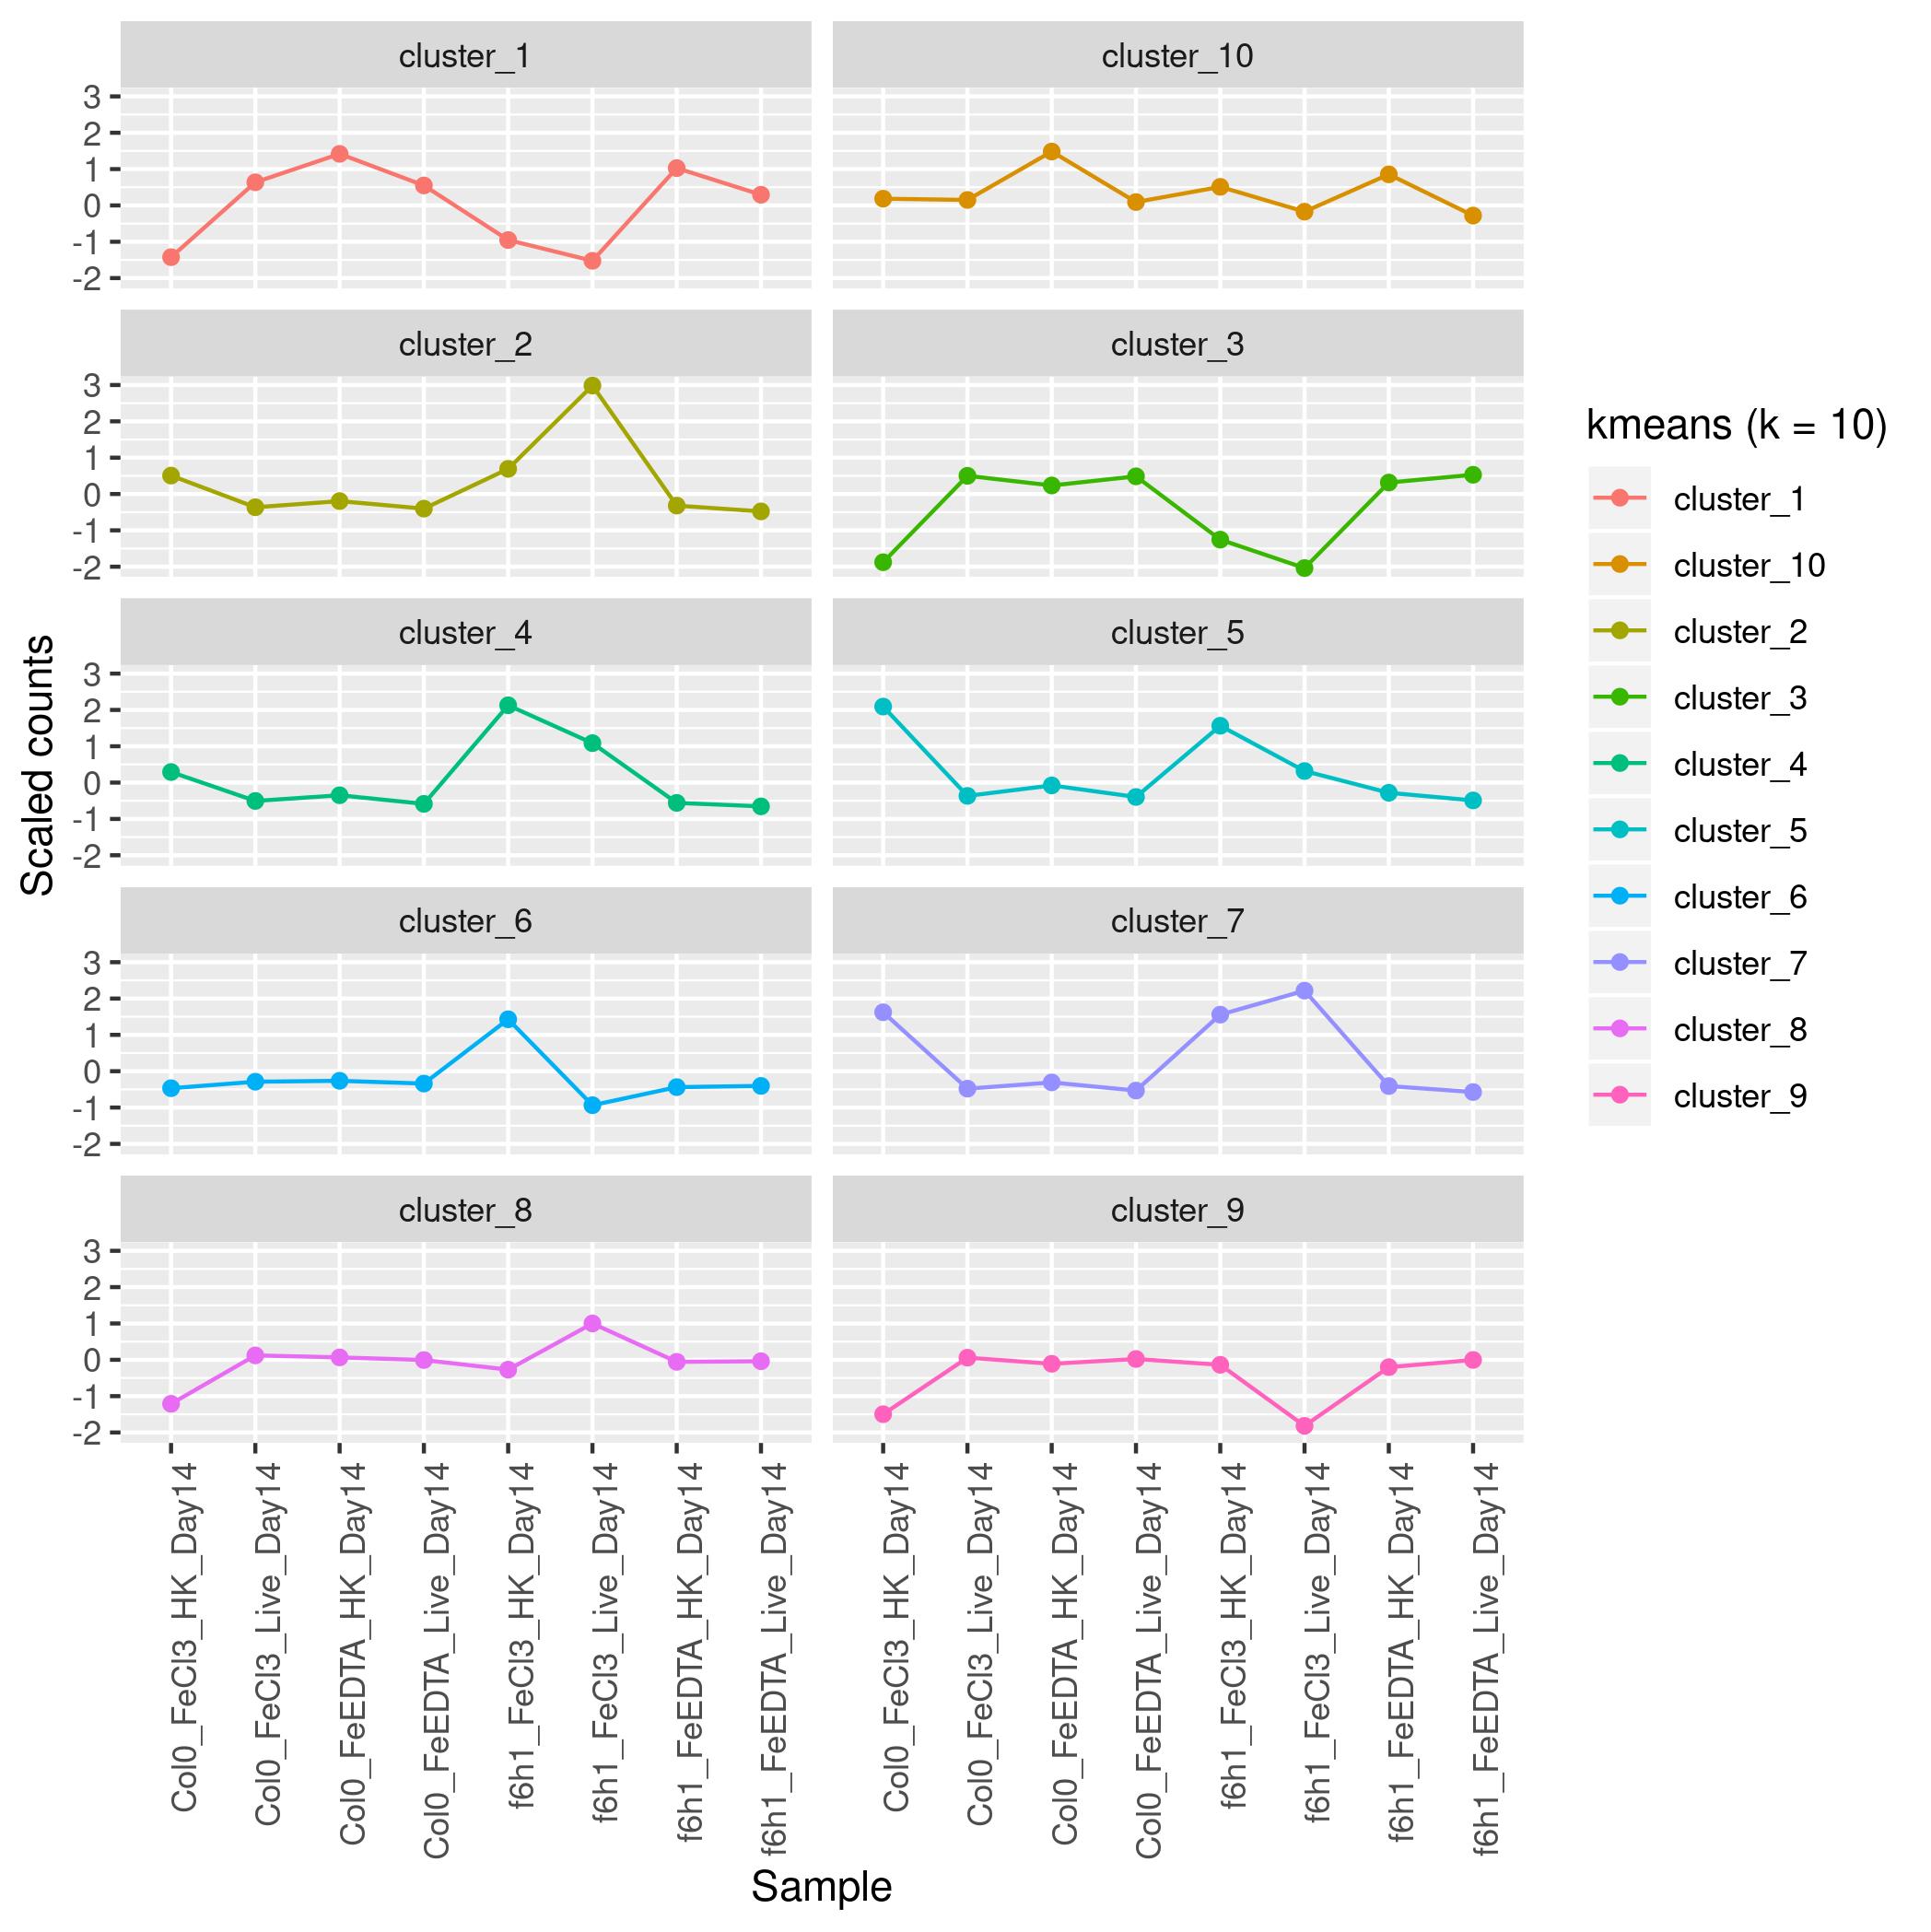 cluster_1
cluster_10
3
2
1
0
-1
-2
cluster_2
cluster_3
3
2
1
0
-1
-2
cluster_4
cluster_5
3
2
1
0
-1
-2
cluster_6
cluster_7
3
2
1
0
-1
-2
cluster_8
cluster_9
3
2
1
0
-1
-2
Scaled counts
Col0_FeCl3_HK_Day14
Col0_FeCl3_Live_Day14
Col0_FeEDTA_HK_Day14
Col0_FeEDTA_Live_Day14
f6h1_FeCl3_HK_Day14
f6h1_FeCl3_Live_Day14
f6h1_FeEDTA_HK_Day14
f6h1_FeEDTA_Live_Day14
Col0_FeCl3_HK_Day14
Col0_FeCl3_Live_Day14
Col0_FeEDTA_HK_Day14
Col0_FeEDTA_Live_Day14
f6h1_FeCl3_HK_Day14
f6h1_FeCl3_Live_Day14
f6h1_FeEDTA_HK_Day14
f6h1_FeEDTA_Live_Day14
Sample
kmeans (k = 10)
cluster_1
cluster_10
cluster_2
cluster_3
cluster_4
cluster_5
cluster_6
cluster_7
cluster_8
cluster_9